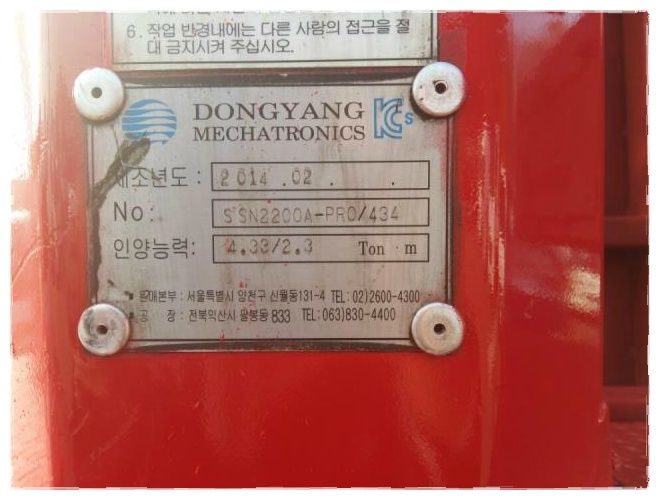 6. 작업 반경내에는 다른 사람의 접근을 절
대 금지시켜 주십시오.
DONGYANG
MECHATRONICS
KCs
제조년도 : 2014 .02 . .
No : SSN2200A-PRO/434
인양능력 : 4.33/2.3 Ton · m
▪ 판매본부 : 서울특별시 양천구 신월동131-4 TEL: 02)2600-4300
▪ 공 장 : 전북익산시 팔봉동 833 TEL: 063)830-4400